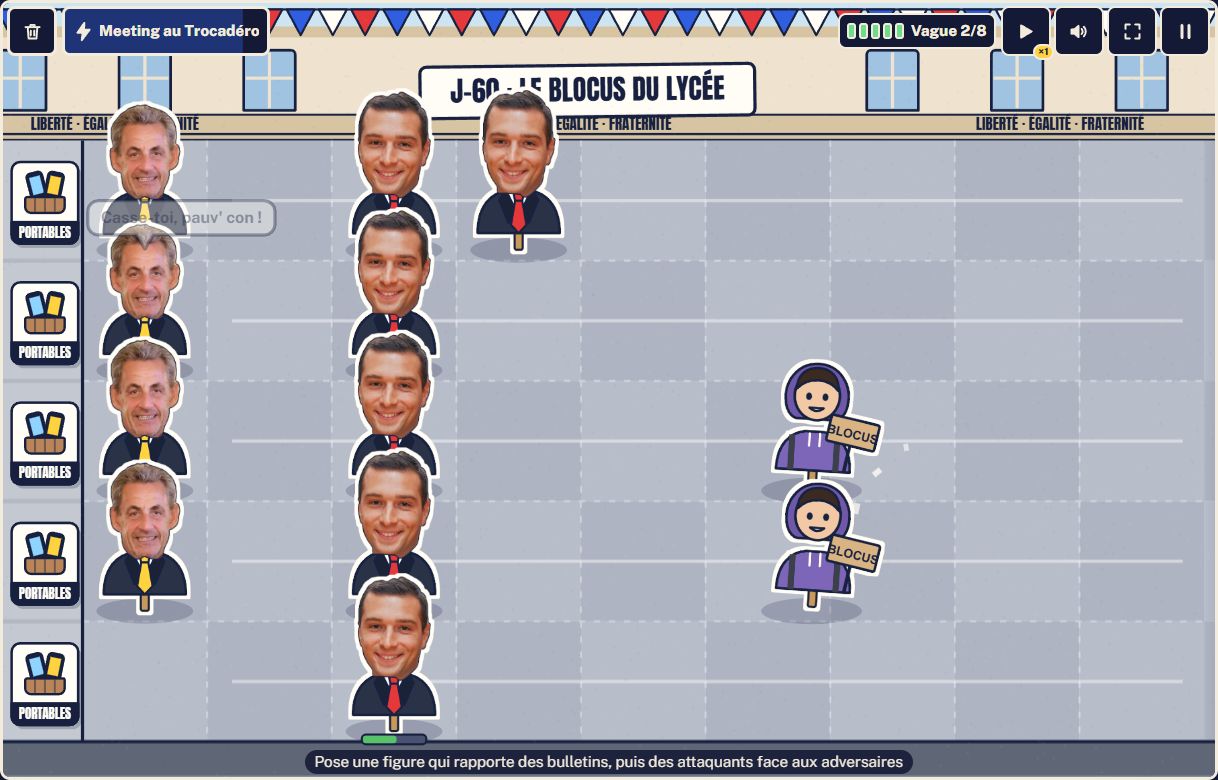 Meeting au Trocadéro
Vague 2/8
×1
J-60 · LE BLOCUS DU LYCÉE
LIBERTÉ · ÉGAL
NITÉ
ÉGALITÉ · FRATERNITÉ
LIBERTÉ · ÉGALITÉ · FRATERNITÉ
PORTABLES
Casse-toi, pauv' con !
PORTABLES
PORTABLES
BLOCUS
PORTABLES
BLOCUS
PORTABLES
Pose une figure qui rapporte des bulletins, puis des attaquants face aux adversaires